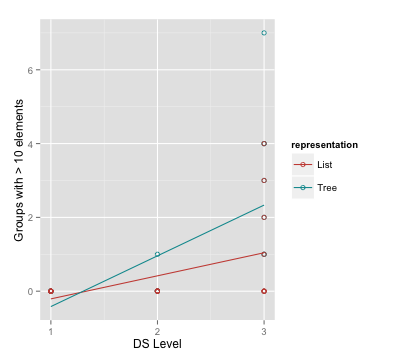 Groups with > 10 elements
6
4
2
0
1 2 3
DS Level
representation
List
Tree